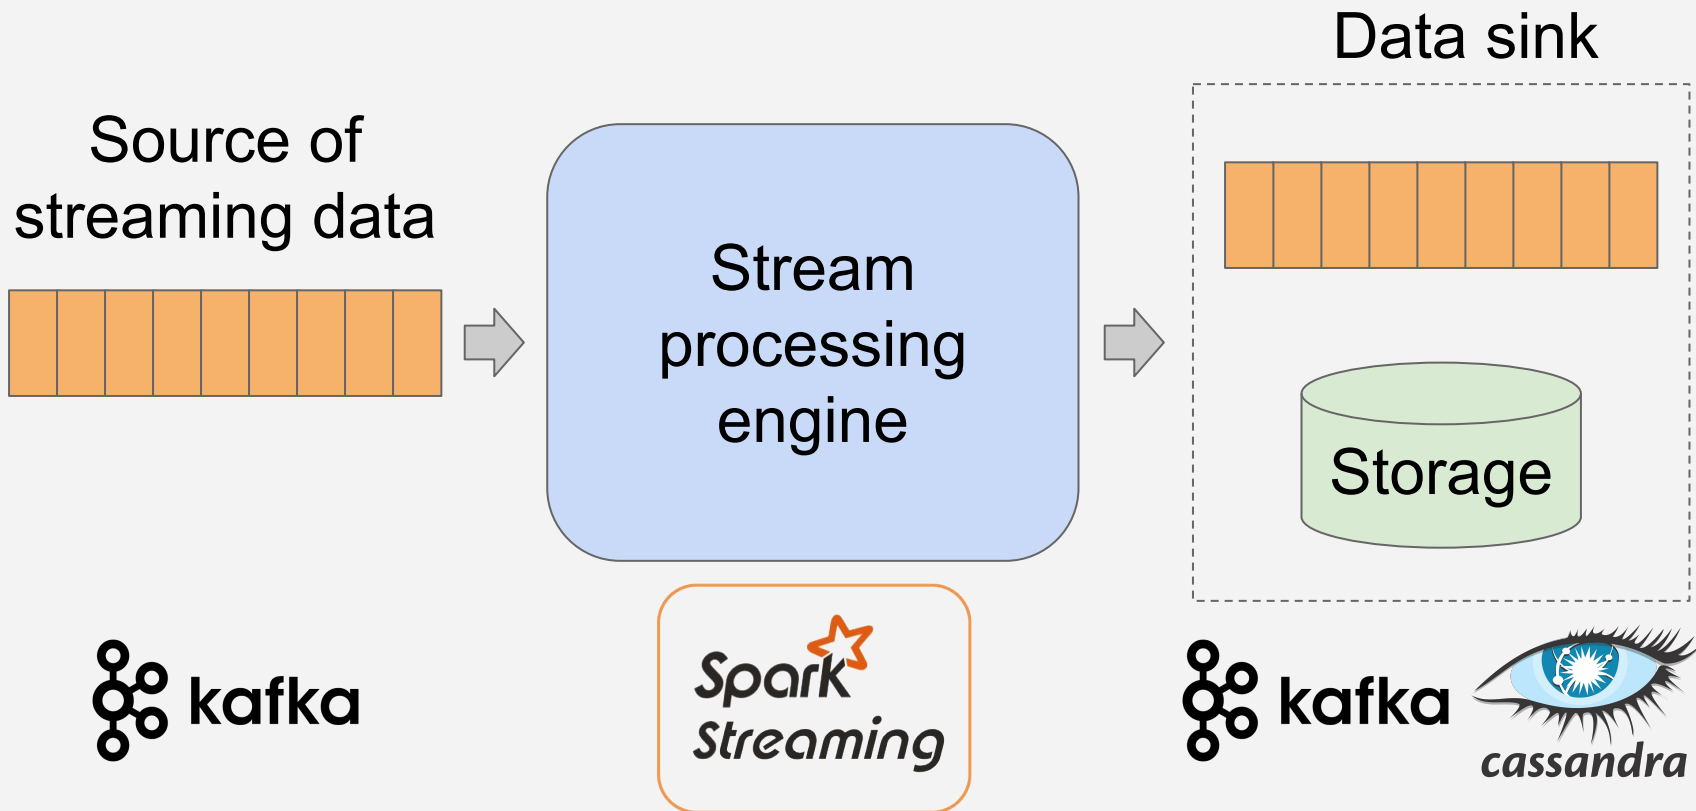 Source of
streaming data
Stream
processing
engine
Data sink
Storage
kafka
Spark
Streaming
kafka
cassandra